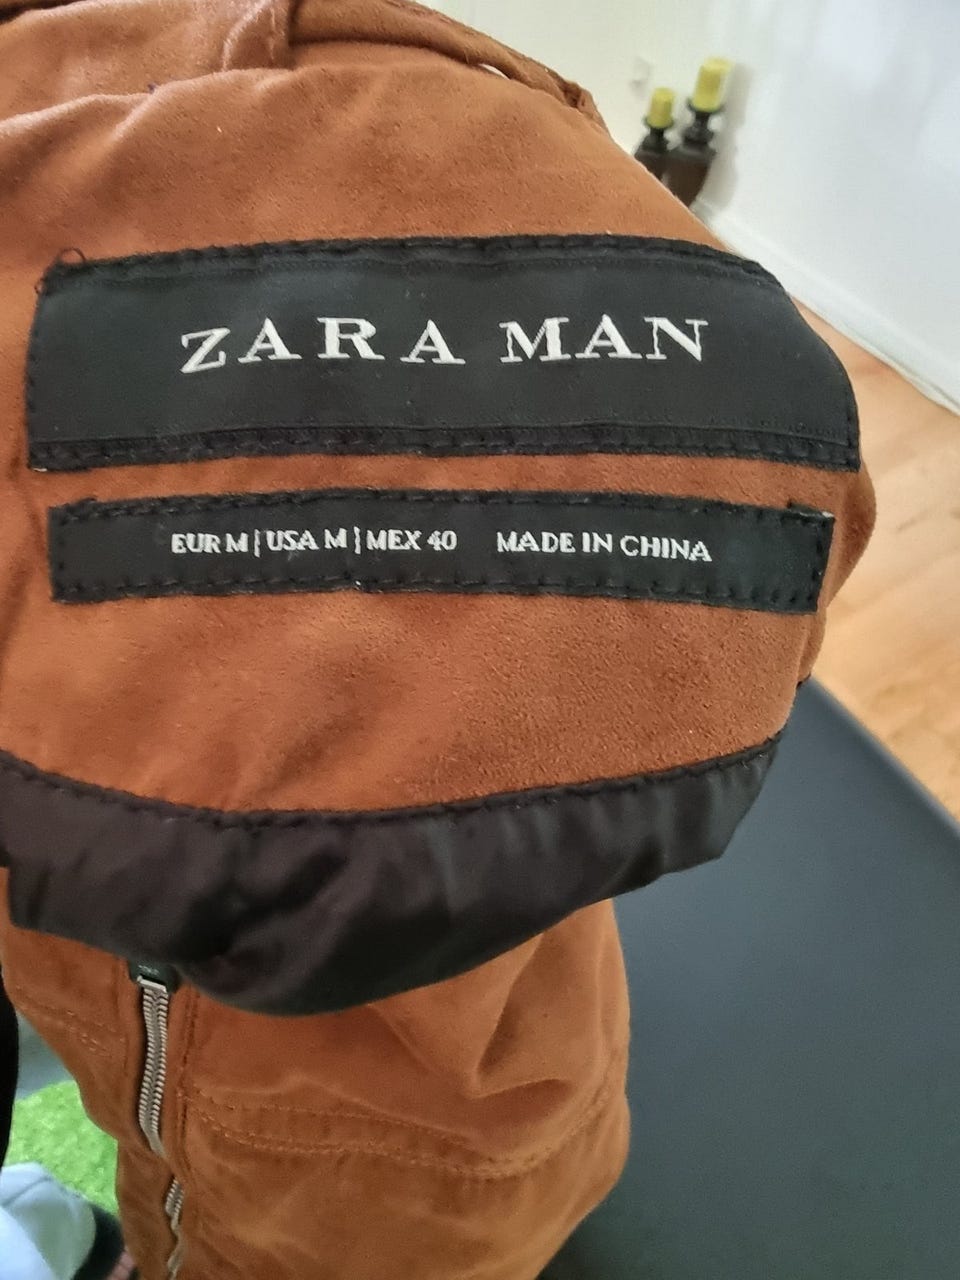 ZARA MAN
EUR M | USA M | MEX 40 MADE IN CHINA